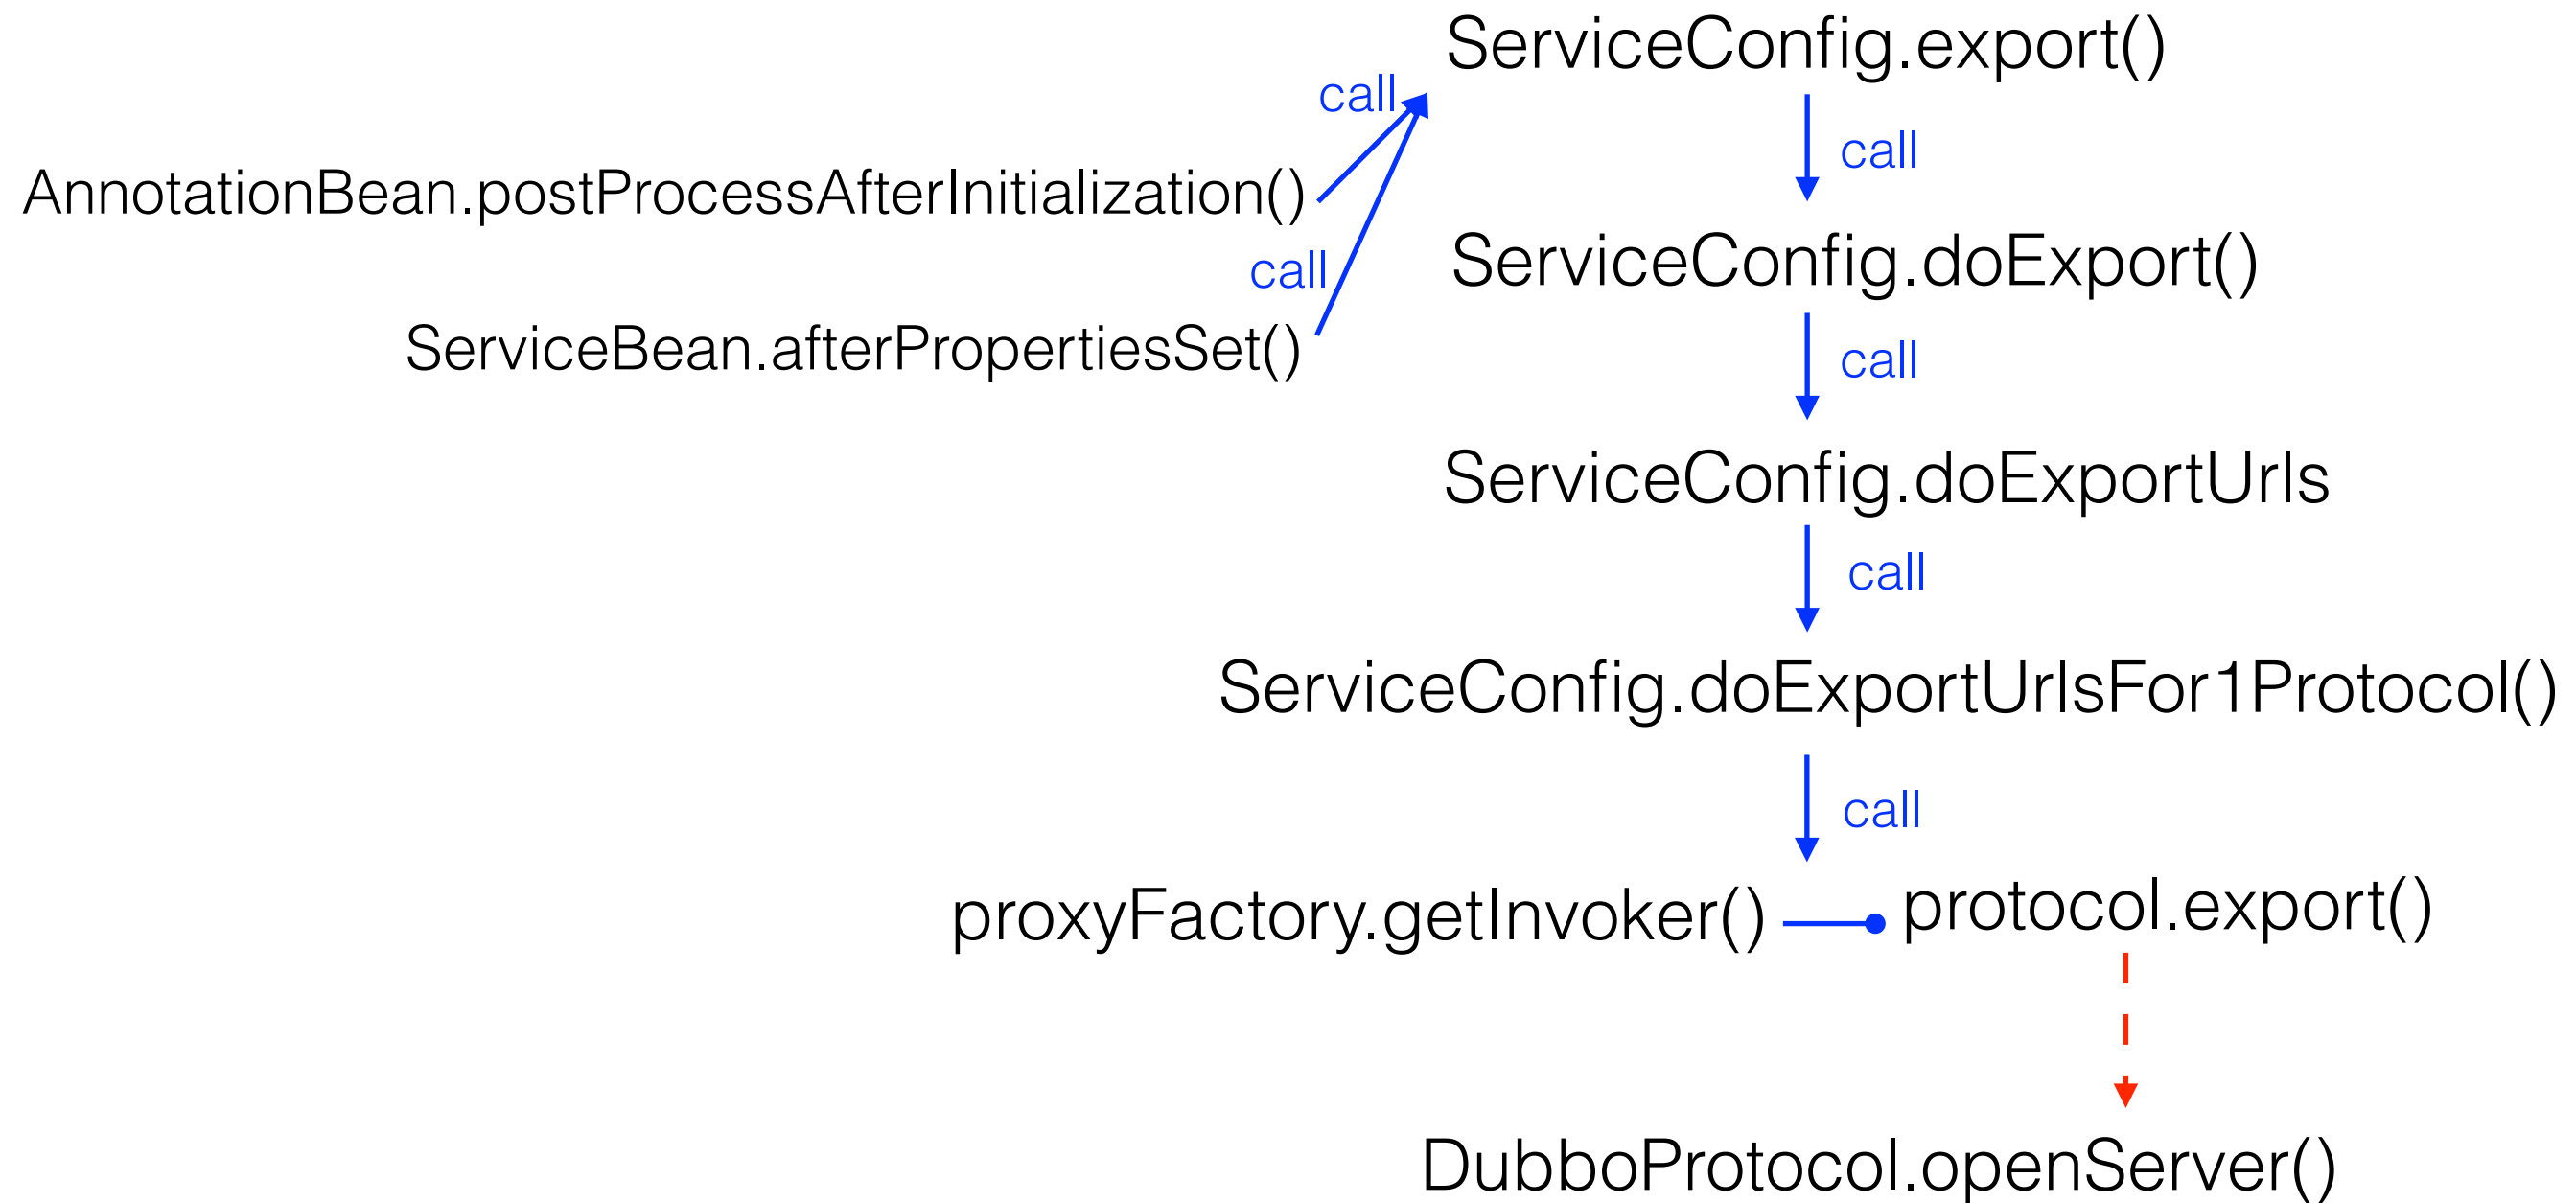 ServiceConfig.export()
call
call
AnnotationBean.postProcessAfterInitialization()
ServiceConfig.doExport()
call
ServiceBean.afterPropertiesSet()
call
ServiceConfig.doExportUrls
call
ServiceConfig.doExportUrlsFor1Protocol()
call
proxyFactory.getInvoker()
protocol.export()
DubboProtocol.openServer()